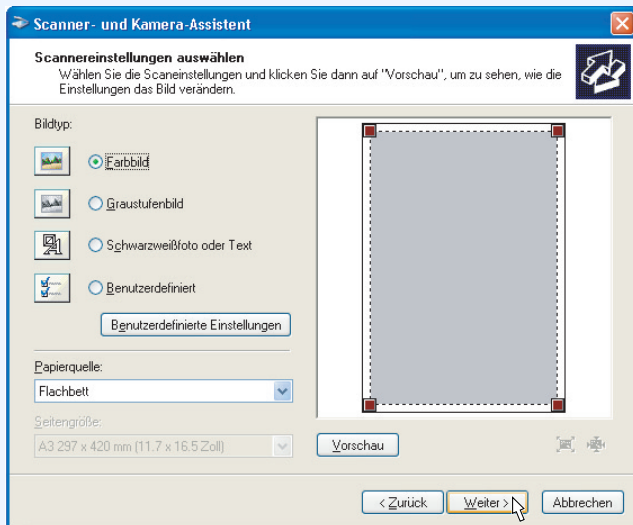 Scanner- und Kamera-Assistent
Scannereinstellungen auswählen
Wählen Sie die Scaneinstellungen und klicken Sie dann auf "Vorschau", um zu sehen, wie die
Einstellungen das Bild verändern.
Bildtyp:
Farbbild
Graustufenbild
Schwarzweißfoto oder Text
Benutzerdefiniert
Benutzerdefinierte Einstellungen
Papierquelle:
Flachbett
Seitengröße:
A3 297 x 420 mm (11.7 x 16.5 Zoll)
Vorschau
< Zurück
Weiter >
Abbrechen